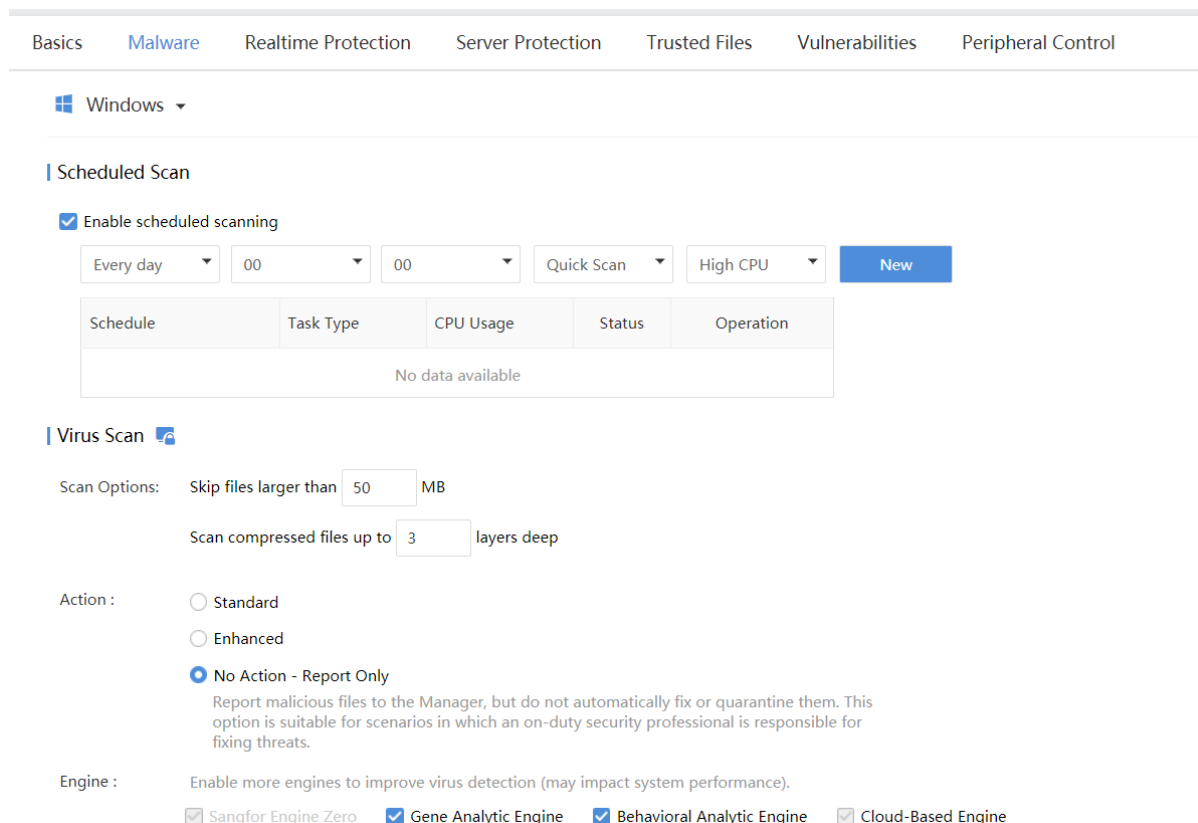 Basics Malware Realtime Protection Server Protection Trusted Files Vulnerabilities Peripheral Control
Windows
Scheduled Scan
Enable scheduled scanning
Every day 00 00 Quick Scan High CPU New
Schedule Task Type CPU Usage Status Operation
No data available
Virus Scan
Scan Options: Skip files larger than 50 MB
Scan compressed files up to 3 layers deep
Action : Standard
Enhanced
No Action - Report Only
Report malicious files to the Manager, but do not automatically fix or quarantine them. This
option is suitable for scenarios in which an on-duty security professional is responsible for
fixing threats.
Engine : Enable more engines to improve virus detection (may impact system performance).
Sangfor Engine Zero Gene Analytic Engine Behavioral Analytic Engine Cloud-Based Engine